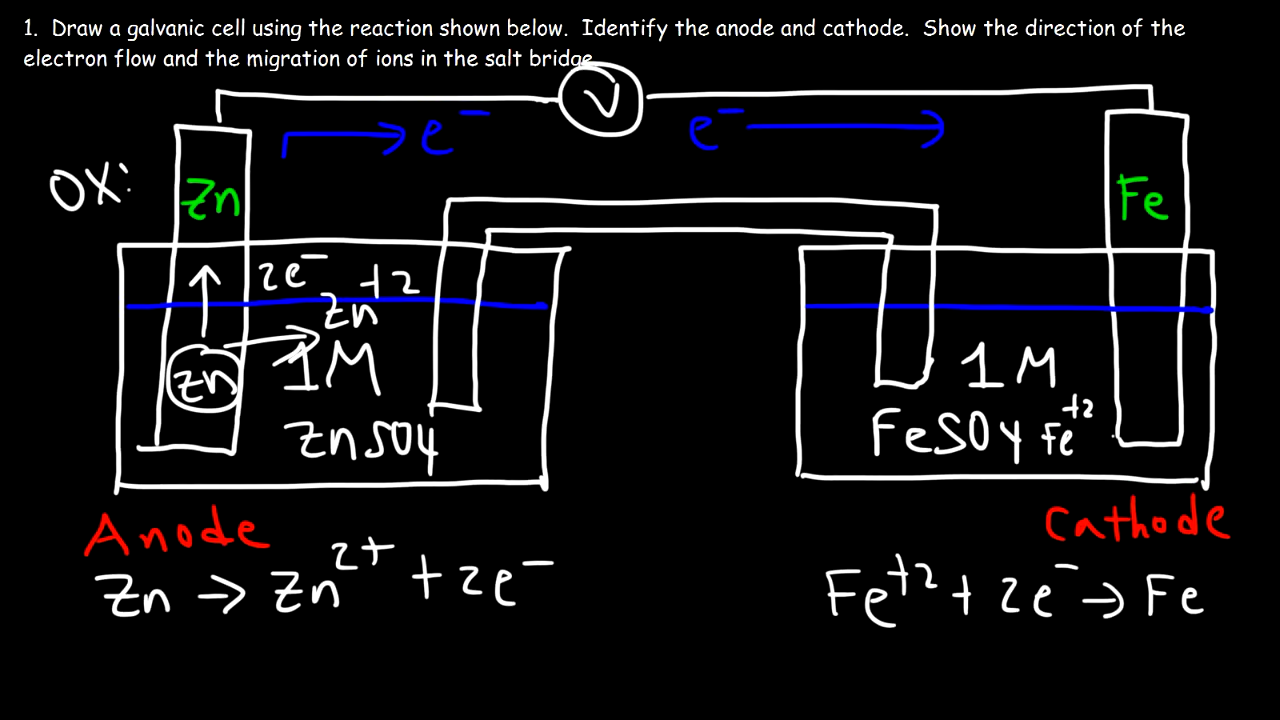 1. Draw a galvanic cell using the reaction shown below. Identify the anode and cathode. Show the direction of the
electron flow and the migration of ions in the salt bridge.
V
e⁻ e⁻
OX: Zn Fe
2e⁻
Zn⁺²
Zn 1M 1M
ZnSO4 FeSO4 Fe⁺²
Anode Cathode
Zn → Zn²⁺ + 2e⁻ Fe⁺² + 2e⁻ → Fe